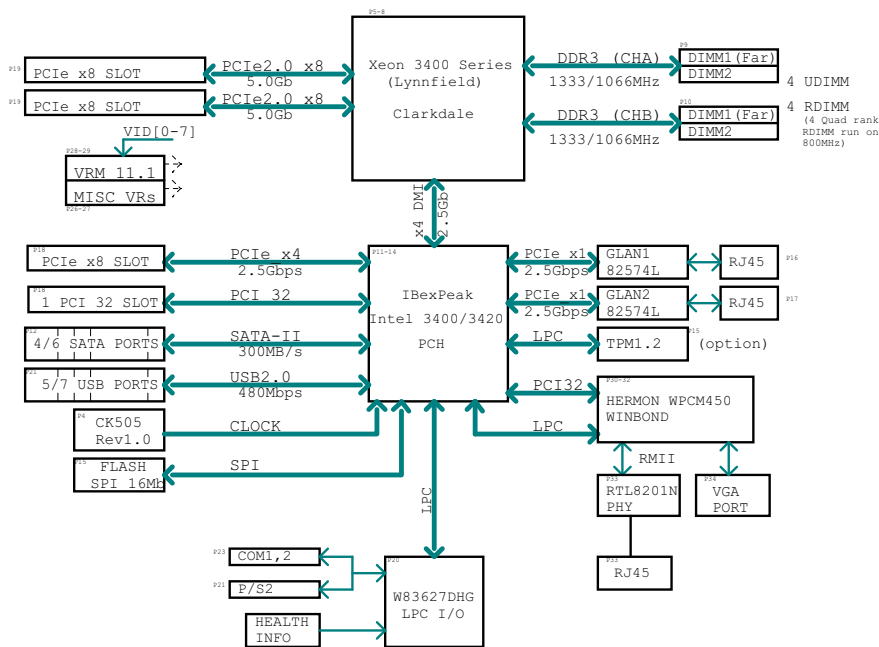 P5-8
Xeon 3400 Series
(Lynnfield)
Clarkdale
P19
PCIe x8 SLOT
PCIe2.0 x8
5.0Gb
P19
PCIe x8 SLOT
PCIe2.0 x8
5.0Gb
DDR3 (CHA)
1333/1066MHz
P9
DIMM1(Far)
DIMM2
4 UDIMM
DDR3 (CHB)
1333/1066MHz
P10
DIMM1(Far)
DIMM2
4 RDIMM
(4 Quad rank
RDIMM run on
800MHz)
VID[0-7]
P28-29
VRM 11.1
MISC VRs
P26-27
x4 DMI
2.5Gb
P11-14
IBexPeak
Intel 3400/3420
PCH
P18
PCIe x8 SLOT
PCIe x4
2.5Gbps
P18
1 PCI 32 SLOT
PCI 32
P12
4/6 SATA PORTS
SATA-II
300MB/s
P21
5/7 USB PORTS
USB2.0
480Mbps
P4
CK505
Rev1.0
CLOCK
P15
FLASH
SPI 16Mb
SPI
PCIe x1
2.5Gbps
GLAN1
82574L
RJ45
P16
PCIe x1
2.5Gbps
GLAN2
82574L
RJ45
P17
LPC
P15
TPM1.2
(option)
PCI32
LPC
P30-32
HERMON WPCM450
WINBOND
RMII
P33
RTL8201N
PHY
P34
VGA
PORT
P33
RJ45
LPC
P23
COM1,2
P21
P/S2
HEALTH
INFO
P20
W83627DHG
LPC I/O